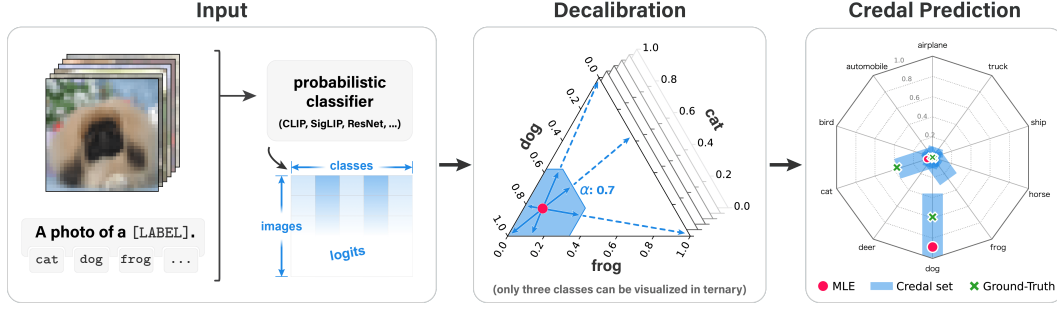 Input
A photo of a [LABEL].
cat dog frog ...
probabilistic
classifier
(CLIP, SigLIP, ResNet, ...)
classes
images
logits
Decalibration
dog
cat
frog
0.0
0.2
0.4
0.6
0.8
1.0
1.0
0.8
0.6
0.4
0.2
0.0
0.0
0.2
0.4
0.6
0.8
1.0
α: 0.7
(only three classes can be visualized in ternary)
Credal Prediction
airplane
automobile
truck
bird
ship
cat
horse
deer
frog
dog
1.0
0.8
0.6
0.4
0.2
MLE Credal set Ground-Truth